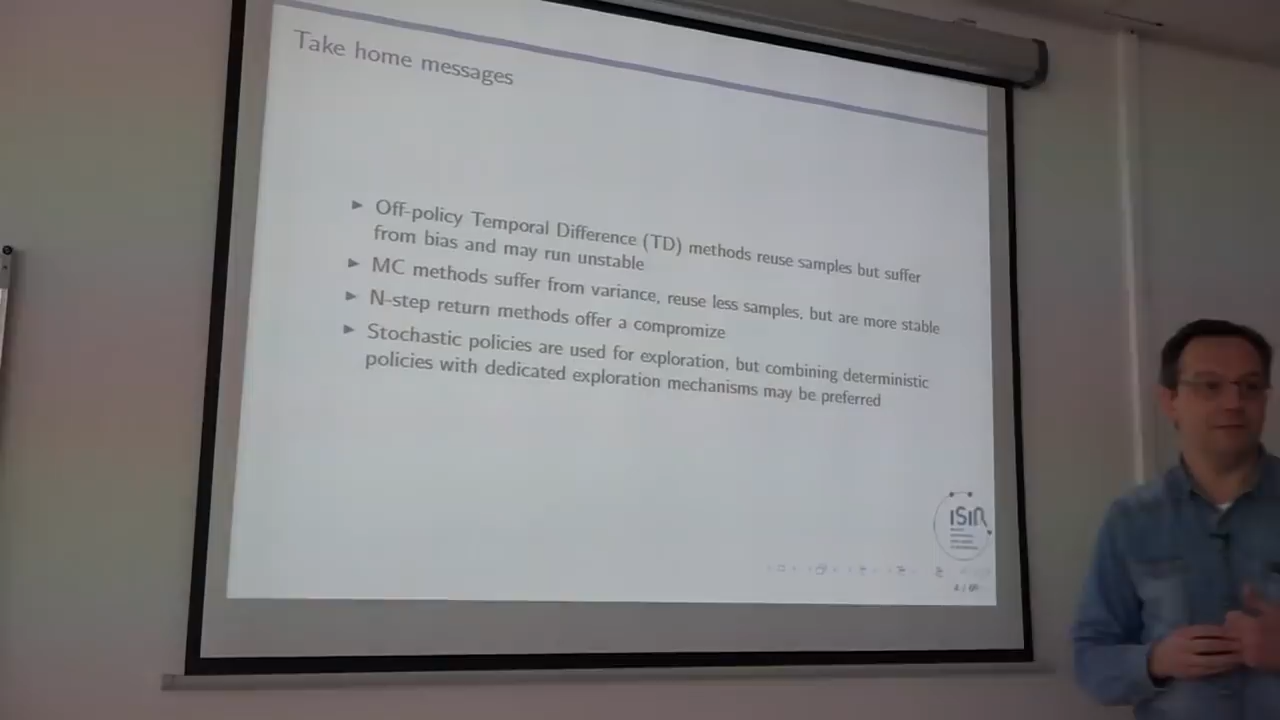 Take home messages
► Off-policy Temporal Difference (TD) methods reuse samples but suffer
from bias and may run unstable
► MC methods suffer from variance, reuse less samples, but are more stable
► N-step return methods offer a compromize
► Stochastic policies are used for exploration, but combining deterministic
policies with dedicated exploration mechanisms may be preferred
ISIR